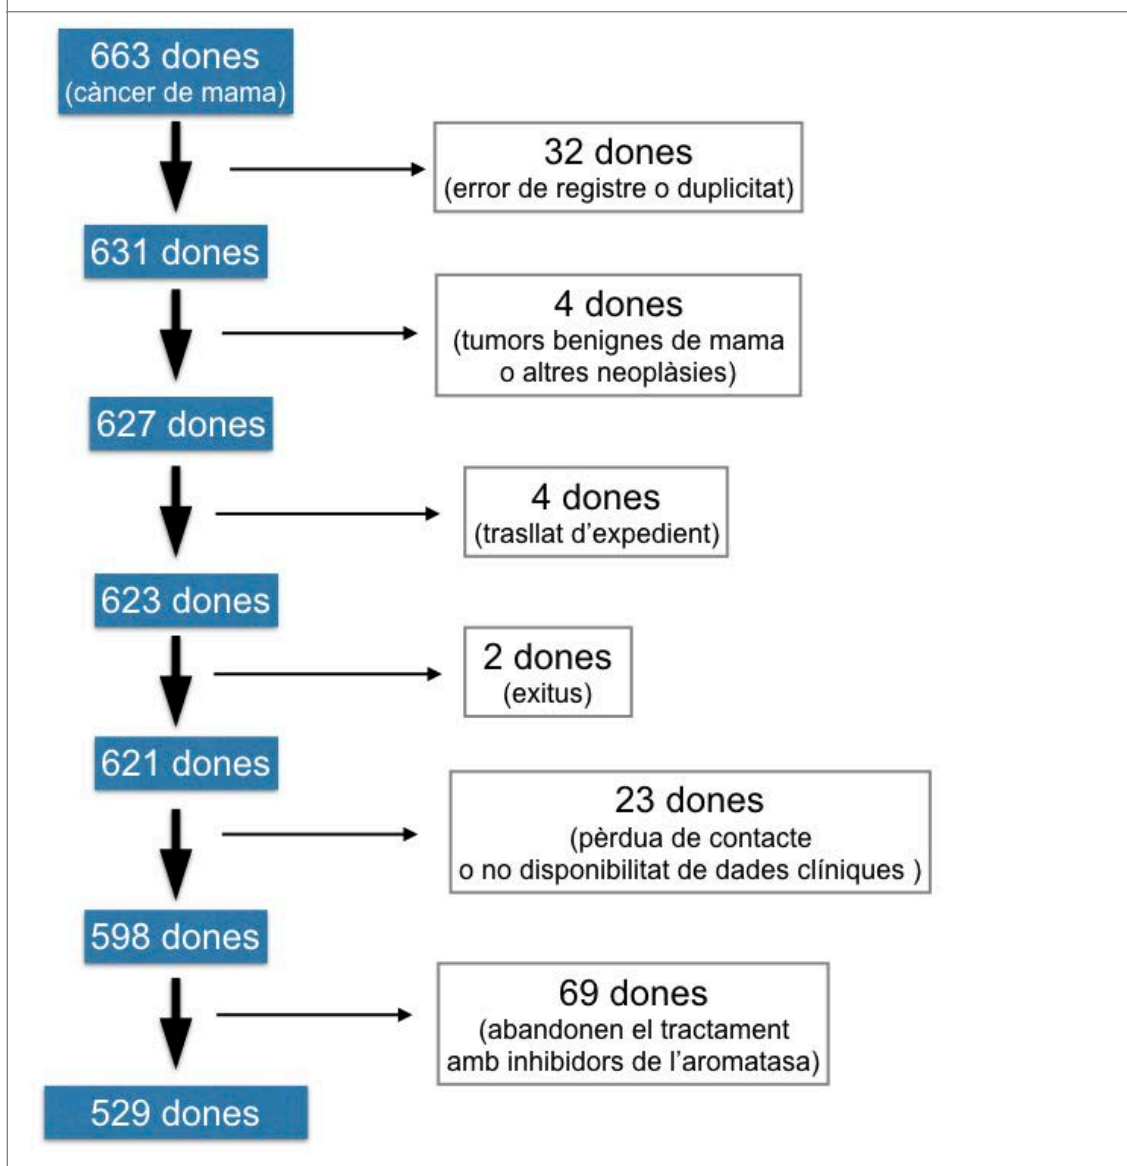 663 dones
(càncer de mama)
32 dones
(error de registre o duplicitat)
631 dones
4 dones
(tumors benignes de mama
o altres neoplàsies)
627 dones
4 dones
(trasllat d'expedient)
623 dones
2 dones
(exitus)
621 dones
23 dones
(pèrdua de contacte
o no disponibilitat de dades clíniques )
598 dones
69 dones
(abandonen el tractament
amb inhibidors de l'aromatasa)
529 dones